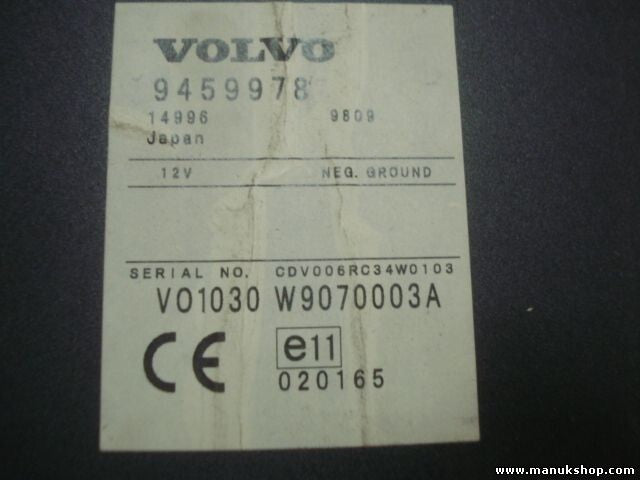 VOLVO
9459978
14996 9809
Japan
12V NEG. GROUND
SERIAL NO. CDV006RC34W0103
VO1030 W9070003A
CE e11
020165
www.manukshop.com